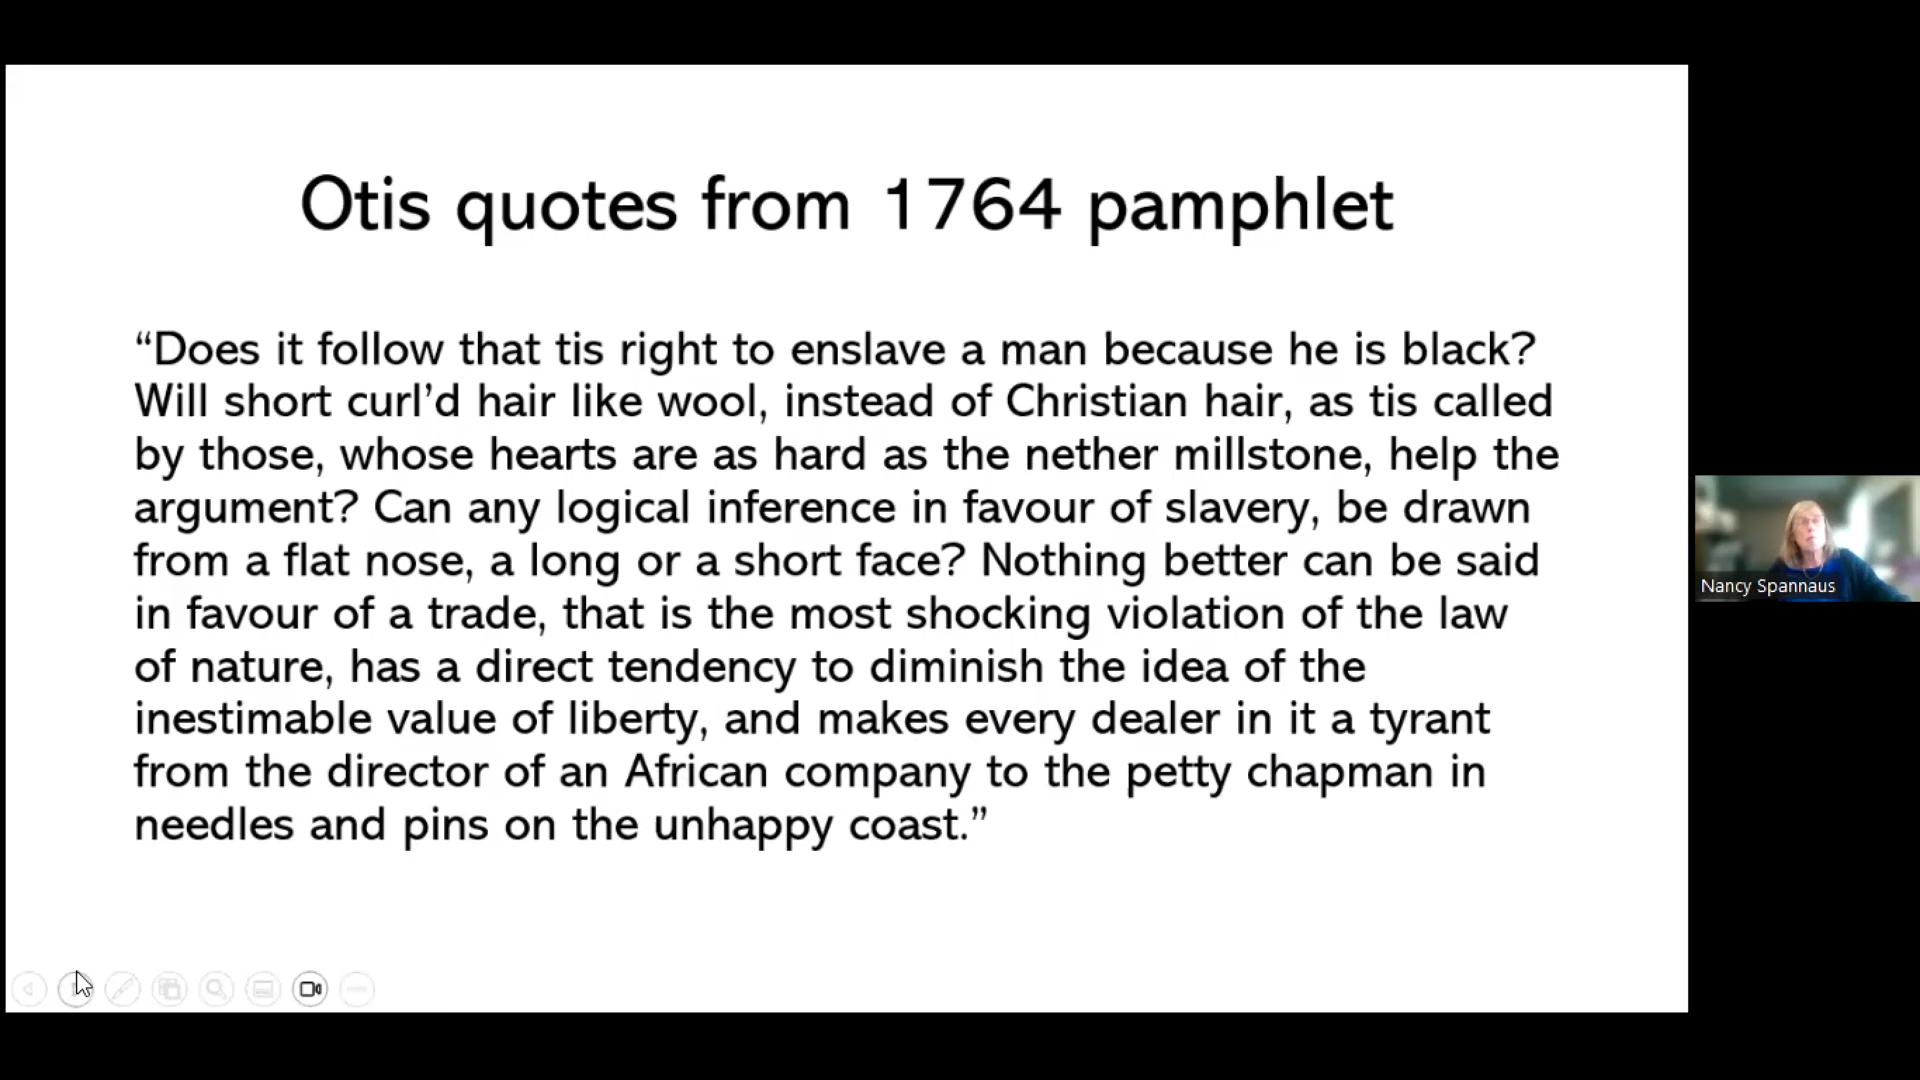 Otis quotes from 1764 pamphlet
“Does it follow that tis right to enslave a man because he is black?
Will short curl’d hair like wool, instead of Christian hair, as tis called
by those, whose hearts are as hard as the nether millstone, help the
argument? Can any logical inference in favour of slavery, be drawn
from a flat nose, a long or a short face? Nothing better can be said
in favour of a trade, that is the most shocking violation of the law
of nature, has a direct tendency to diminish the idea of the
inestimable value of liberty, and makes every dealer in it a tyrant
from the director of an African company to the petty chapman in
needles and pins on the unhappy coast.”
Nancy Spannaus